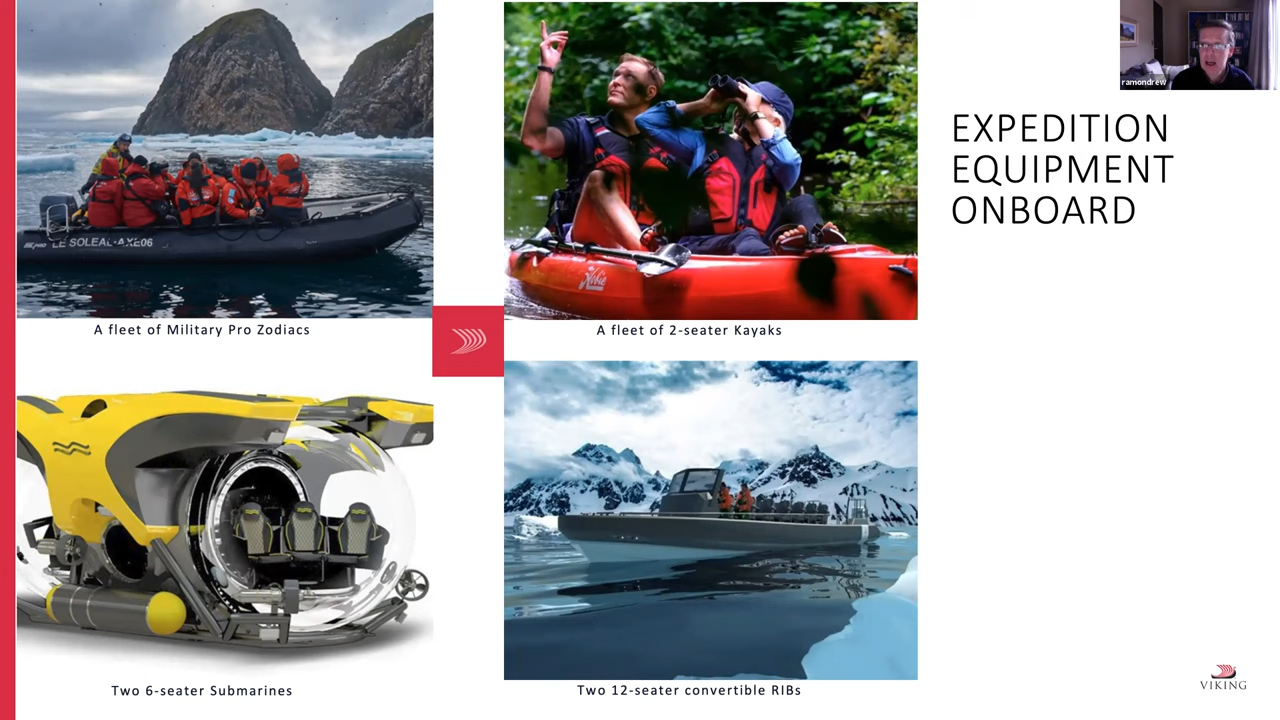 ramondrew
EXPEDITION
EQUIPMENT
ONBOARD
LE SOLEAL-AXE06
A fleet of Military Pro Zodiacs
Hobie
A fleet of 2-seater Kayaks
Two 6-seater Submarines
Two 12-seater convertible RIBs
VIKING